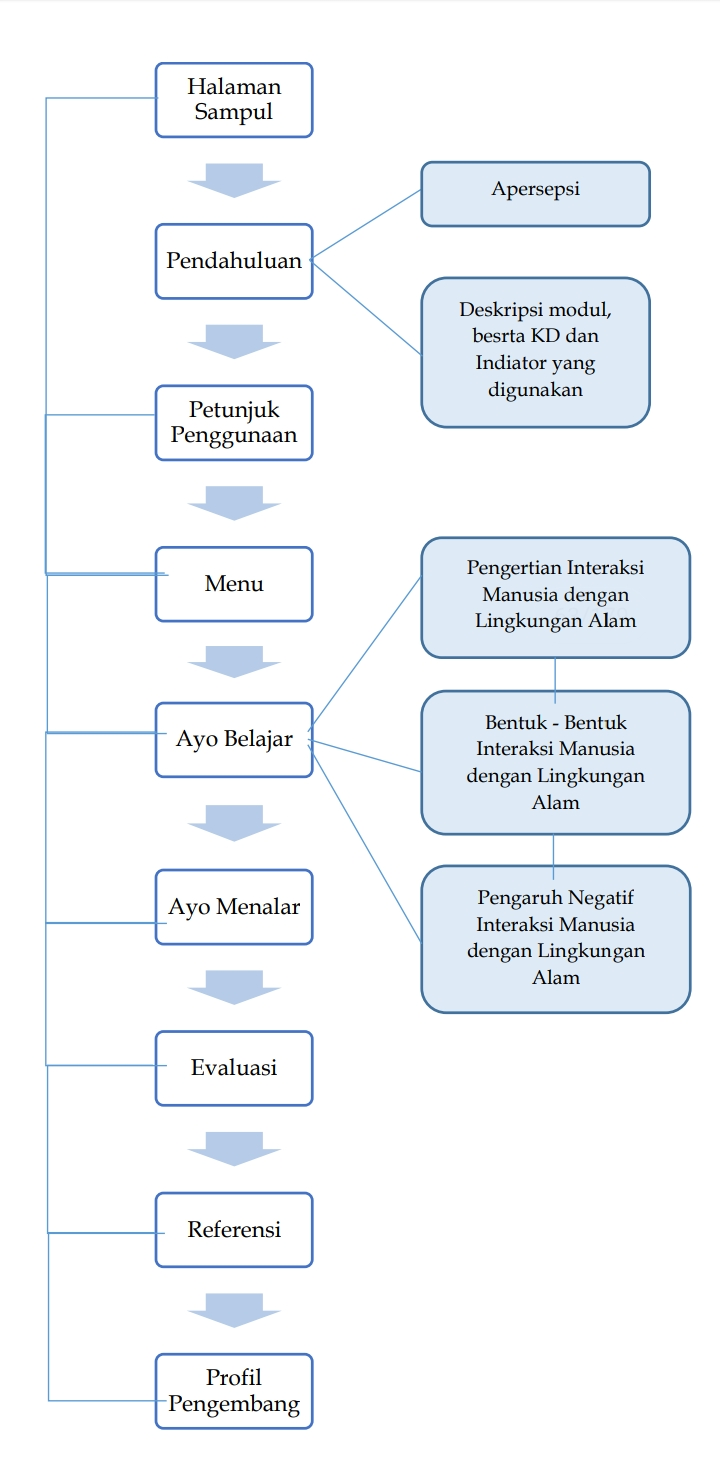 Halaman
Sampul
Apersepsi
Pendahuluan
Deskripsi modul,
besrta KD dan
Indiator yang
digunakan
Petunjuk
Penggunaan
Menu
Pengertian Interaksi
Manusia dengan
Lingkungan Alam
Ayo Belajar
Bentuk - Bentuk
Interaksi Manusia
dengan Lingkungan
Alam
Ayo Menalar
Pengaruh Negatif
Interaksi Manusia
dengan Lingkungan
Alam
Evaluasi
Referensi
Profil
Pengembang